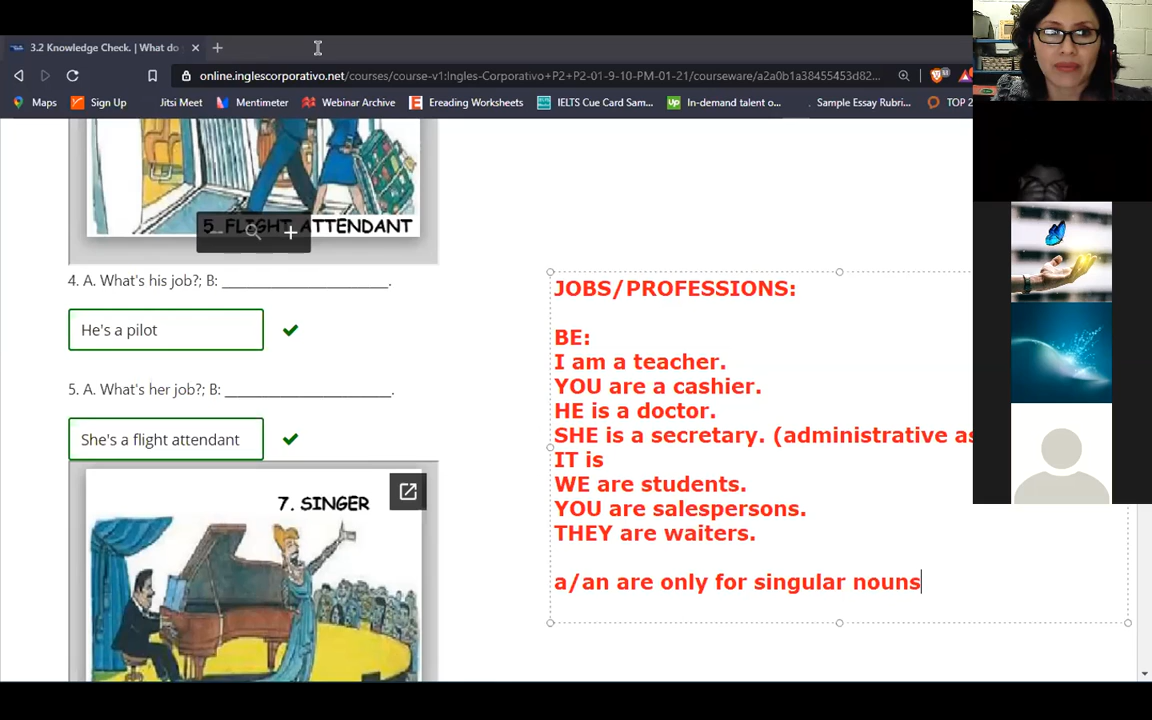 3.2 Knowledge Check. | What do
online.inglescorporativo.net/courses/course-v1:Ingles-Corporativo+P2+P2-01-9-10-PM-01-21/courseware/a2a0b1a38455453d82...
Maps
Sign Up
Jitsi Meet
Mentimeter
Webinar Archive
Ereading Worksheets
IELTS Cue Card Sam...
In-demand talent o...
Sample Essay Rubri...
TOP 2
5. FLIGHT ATTENDANT
4. A. What's his job?; B: ____________________.
He's a pilot
5. A. What's her job?; B: ____________________.
She's a flight attendant
7. SINGER
JOBS/PROFESSIONS:
BE:
I am a teacher.
YOU are a cashier.
HE is a doctor.
SHE is a secretary. (administrative as
IT is
WE are students.
YOU are salespersons.
THEY are waiters.
a/an are only for singular nouns